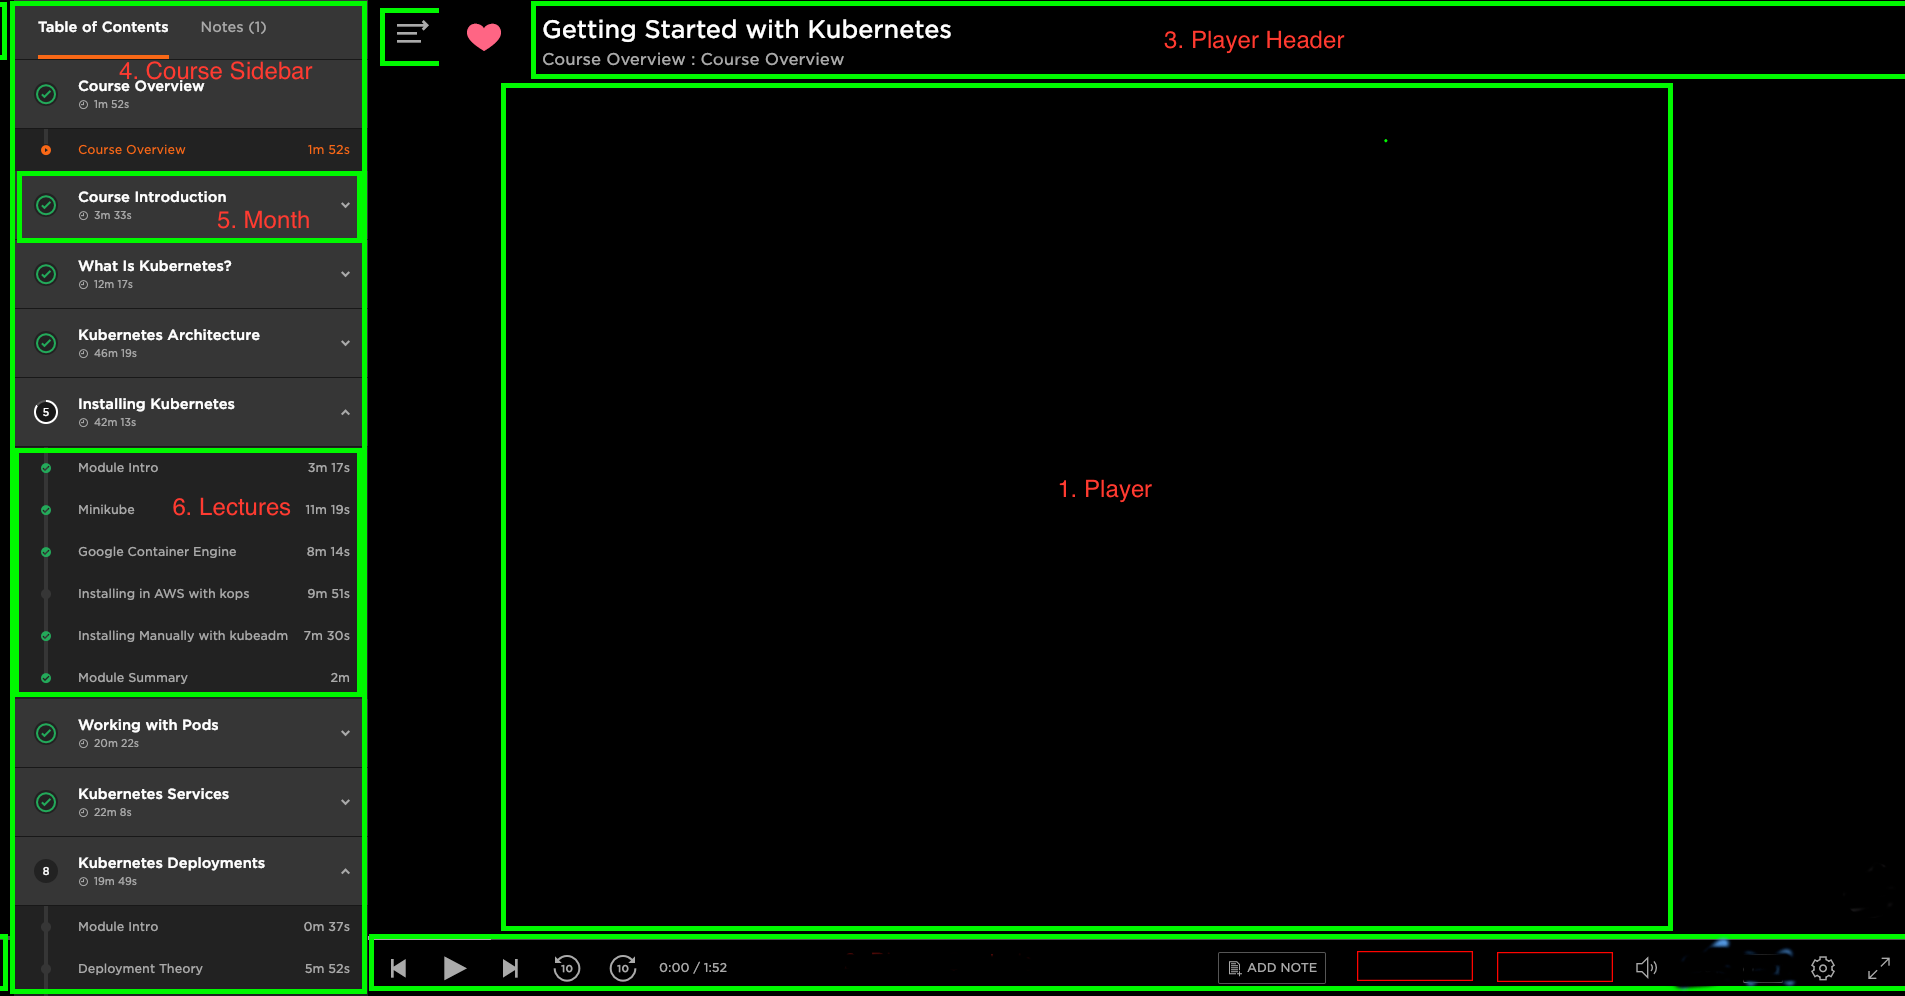 Table of Contents
Notes (1)
4. Course Sidebar
Course Overview
1m 52s
Course Overview 1m 52s
Course Introduction
3m 33s
5. Month
What Is Kubernetes?
12m 17s
Kubernetes Architecture
46m 19s
5
Installing Kubernetes
42m 13s
Module Intro 3m 17s
Minikube 11m 19s
6. Lectures
Google Container Engine 8m 14s
Installing in AWS with kops 9m 51s
Installing Manually with kubeadm 7m 30s
Module Summary 2m
Working with Pods
20m 22s
Kubernetes Services
22m 8s
8
Kubernetes Deployments
19m 49s
Module Intro 0m 37s
Deployment Theory 5m 52s
Getting Started with Kubernetes
Course Overview : Course Overview
3. Player Header
1. Player
10
10
0:00 / 1:52
ADD NOTE